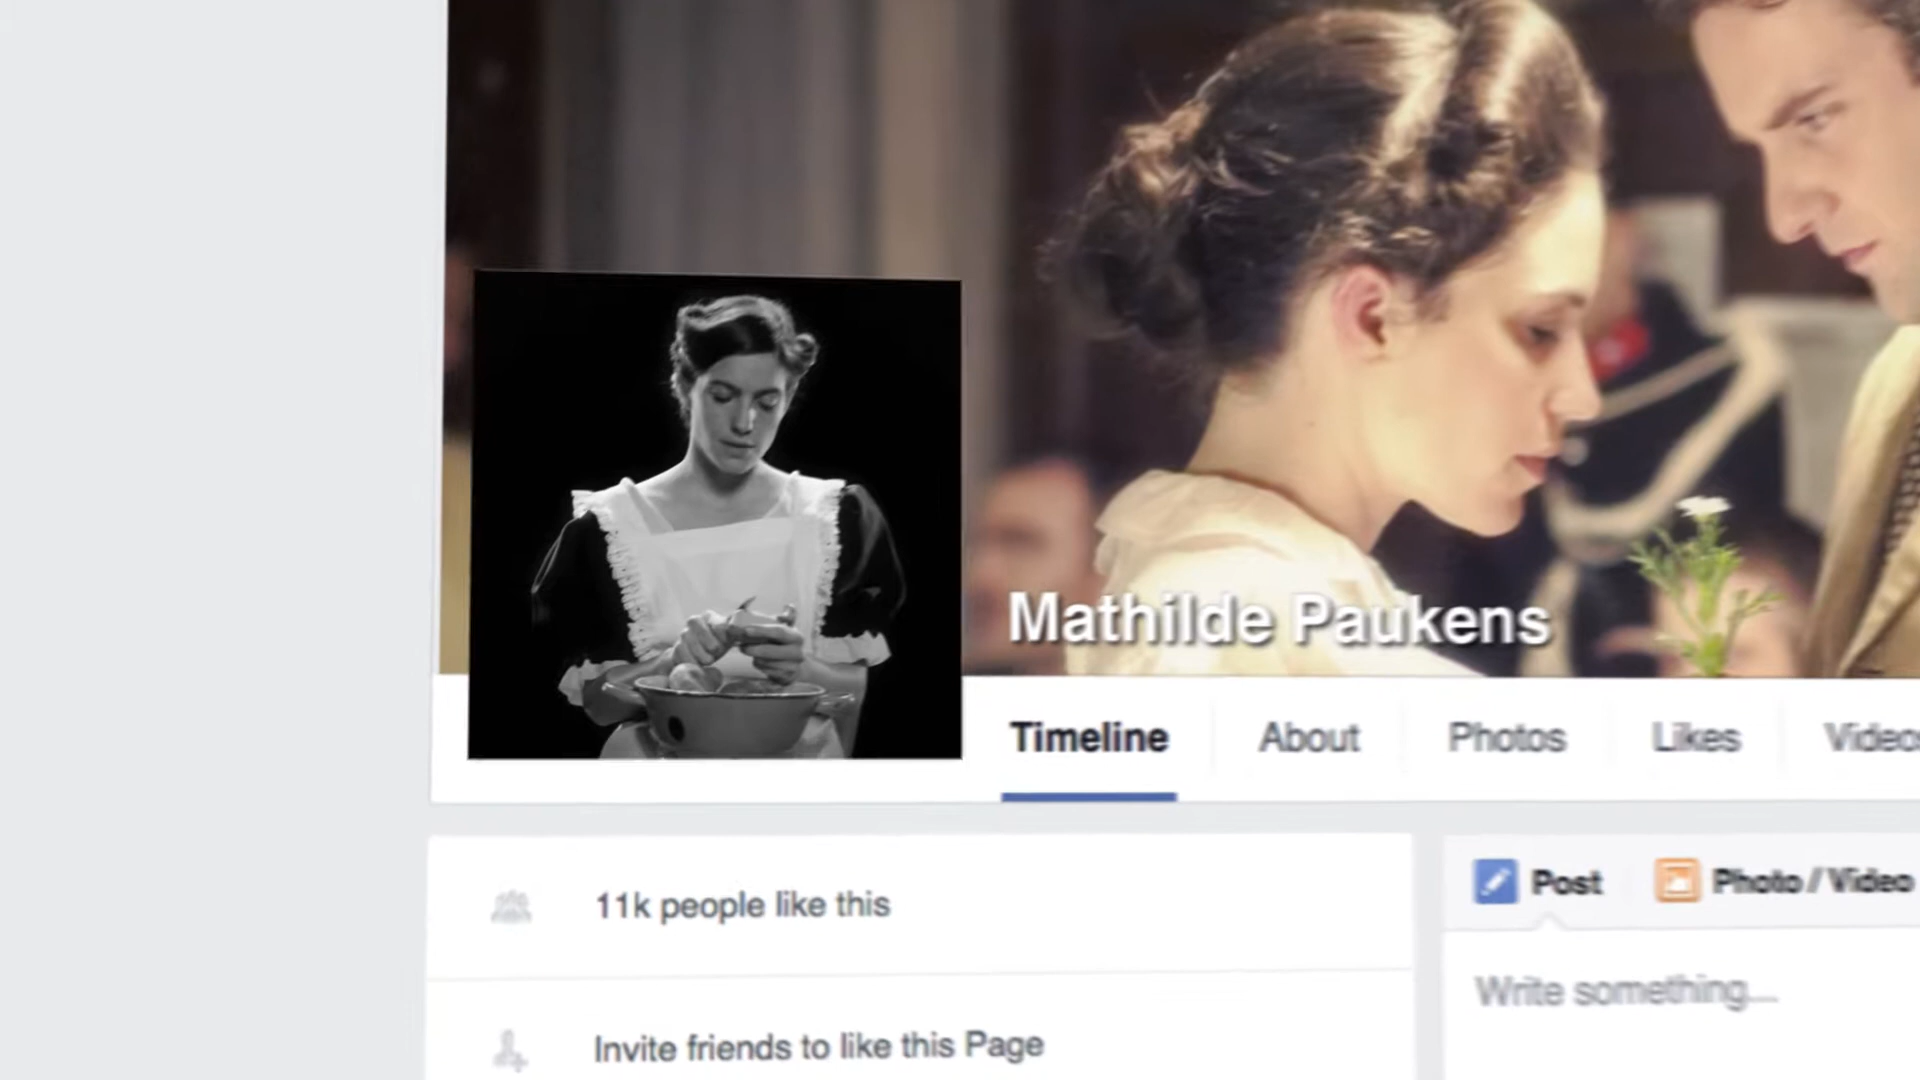 Mathilde Paukens
Timeline About Photos Likes Videos
11k people like this
Post Photo / Video
Write something...
Invite friends to like this Page